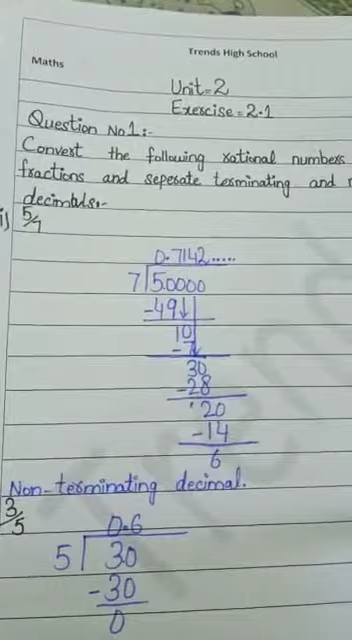 Trends High School
Maths
Unit=2
Exercise=2.1
Question No1:-
Convert the following rational numbers
fractions and seperate terminating and
decimals:-
i) 5/7
0.7142.....
7 50000
-49↓
10
-7↓
30
-28
20
-14
6
Non-terminating decimal.
3/5
0.6
5 30
-30
0